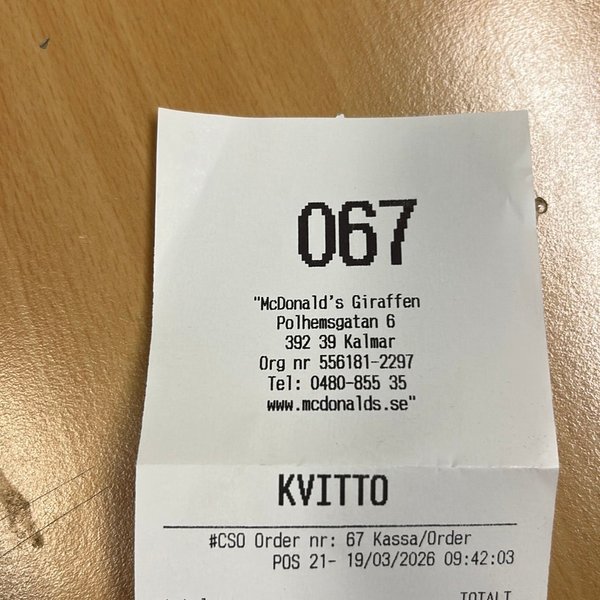 067
"McDonald's Giraffen
Polhemsgatan 6
392 39 Kalmar
Org nr 556181-2297
Tel: 0480-855 35
www.mcdonalds.se"
KVITTO
#CSO Order nr: 67 Kassa/Order
POS 21- 19/03/2026 09:42:03
TOTALT